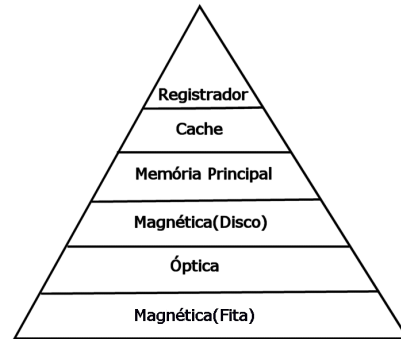 Registrador
Cache
Memória Principal
Magnética(Disco)
Óptica
Magnética(Fita)